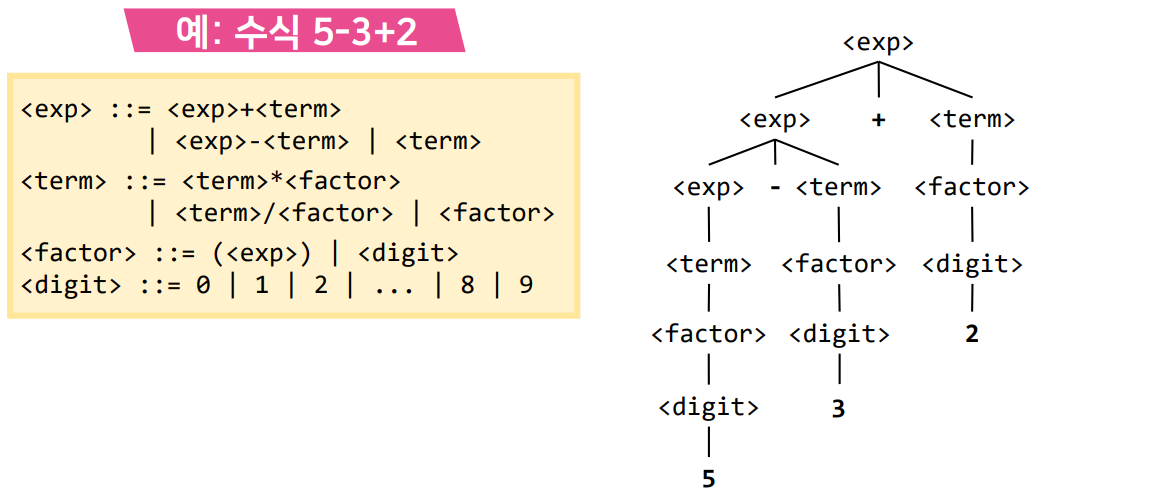 예: 수식 5-3+2
<exp> ::= <exp>+<term>
| <exp>-<term> | <term>
<term> ::= <term>*<factor>
| <term>/<factor> | <factor>
<factor> ::= (<exp>) | <digit>
<digit> ::= 0 | 1 | 2 | ... | 8 | 9
<exp>
<exp> + <term>
<exp> - <term> <factor>
<term> <factor> <digit>
<factor> <digit> 2
<digit> 3
5